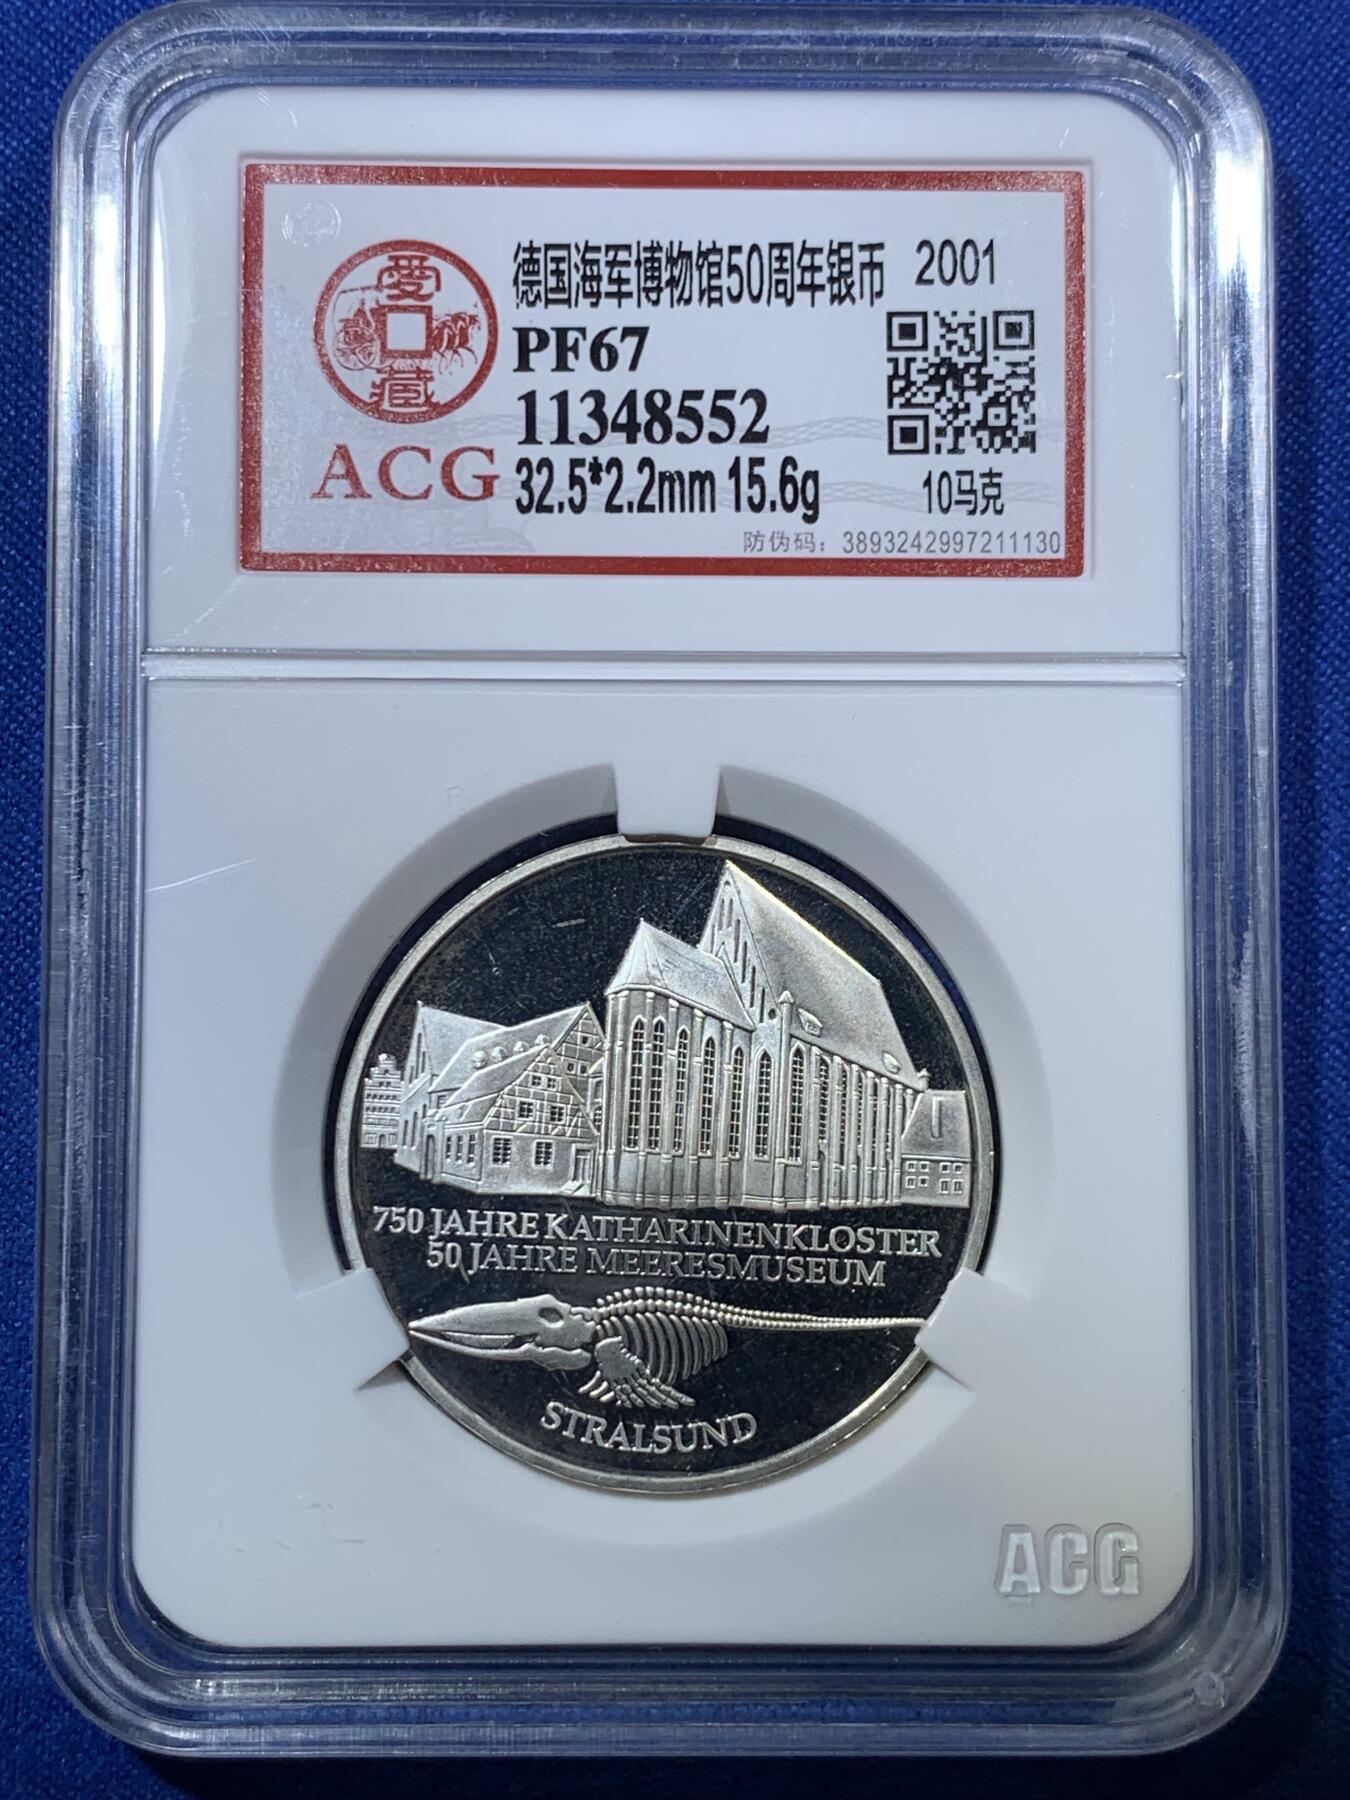 德国海军博物馆50周年银币 2001
愛藏
PF67
11348552
ACG
32.5*2.2mm 15.6g
10马克
防伪码：3893242997211130
750 JAHRE KATHARINENKLOSTER
50 JAHRE MEERESMUSEUM
STRALSUND
ACG